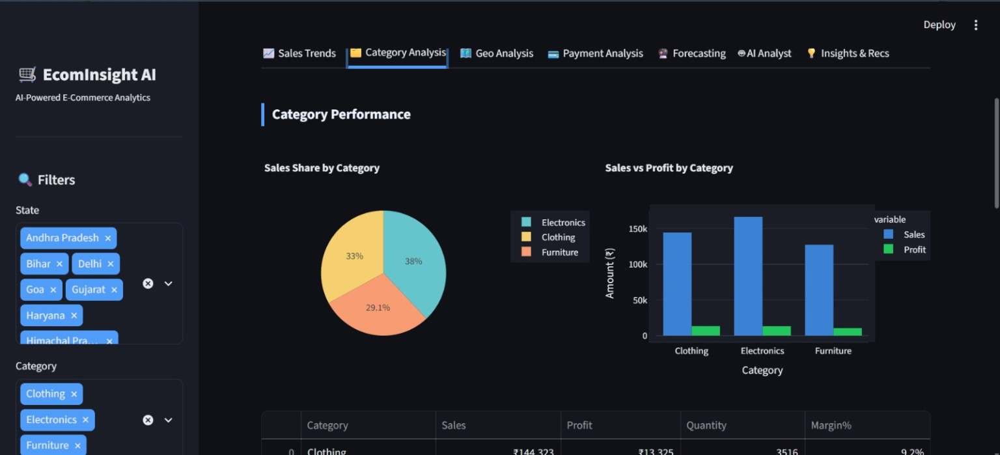 Deploy
EcomInsight AI
AI-Powered E-Commerce Analytics
Filters
State
Andhra Pradesh ×
Bihar × Delhi ×
Goa × Gujarat ×
Haryana ×
Himachal Pra... ×
Category
Clothing ×
Electronics ×
Furniture ×
Sales Trends Category Analysis Geo Analysis Payment Analysis Forecasting AI Analyst Insights & Recs
Category Performance
Sales Share by Category
33%
38%
29.1%
Electronics
Clothing
Furniture
Sales vs Profit by Category
Amount (₹)
150k
100k
50k
0
Clothing Electronics Furniture
Category
variable
Sales
Profit
Category Sales Profit Quantity Margin%
0 Clothing ₹144,323 ₹13,325 3516 9.2%